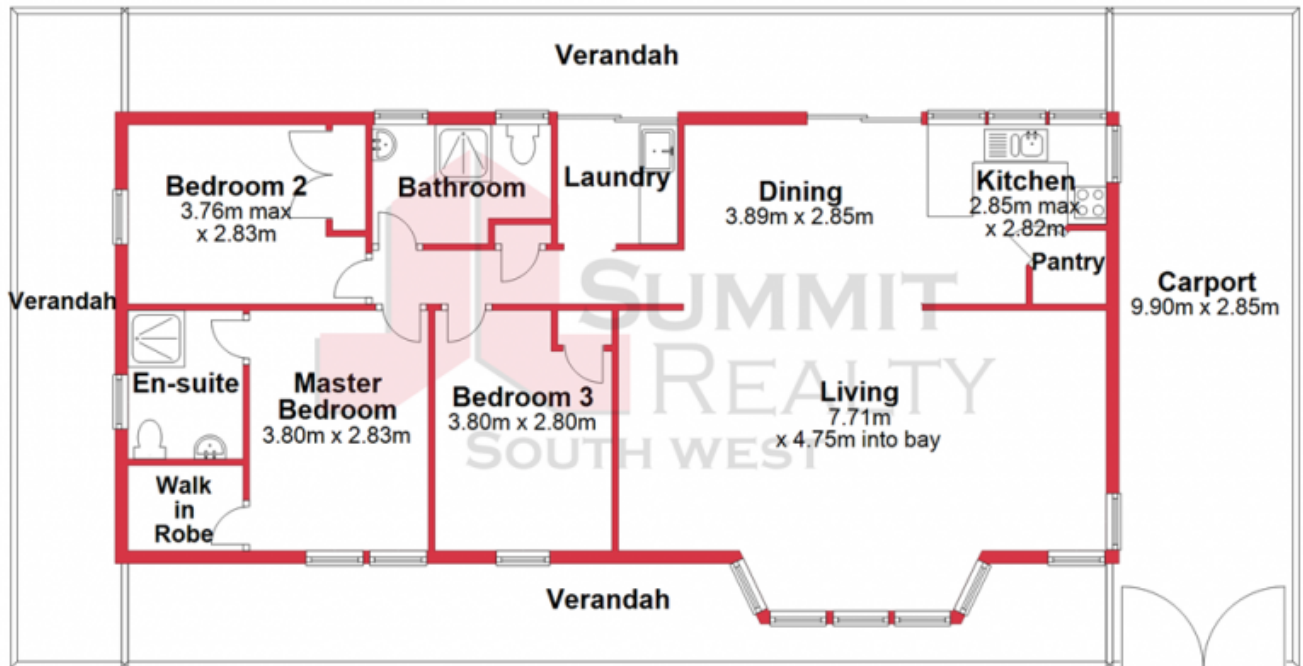 Verandah
Bedroom 2
3.76m max
x 2.83m
Bathroom
Laundry
Dining
3.89m x 2.85m
Kitchen
2.85m max
x 2.82m
Pantry
Verandah
Carport
9.90m x 2.85m
SUMMIT
REALTY
SOUTH WEST
En-suite
Master
Bedroom
3.80m x 2.83m
Bedroom 3
3.80m x 2.80m
Living
7.71m
x 4.75m into bay
Walk
in
Robe
Verandah